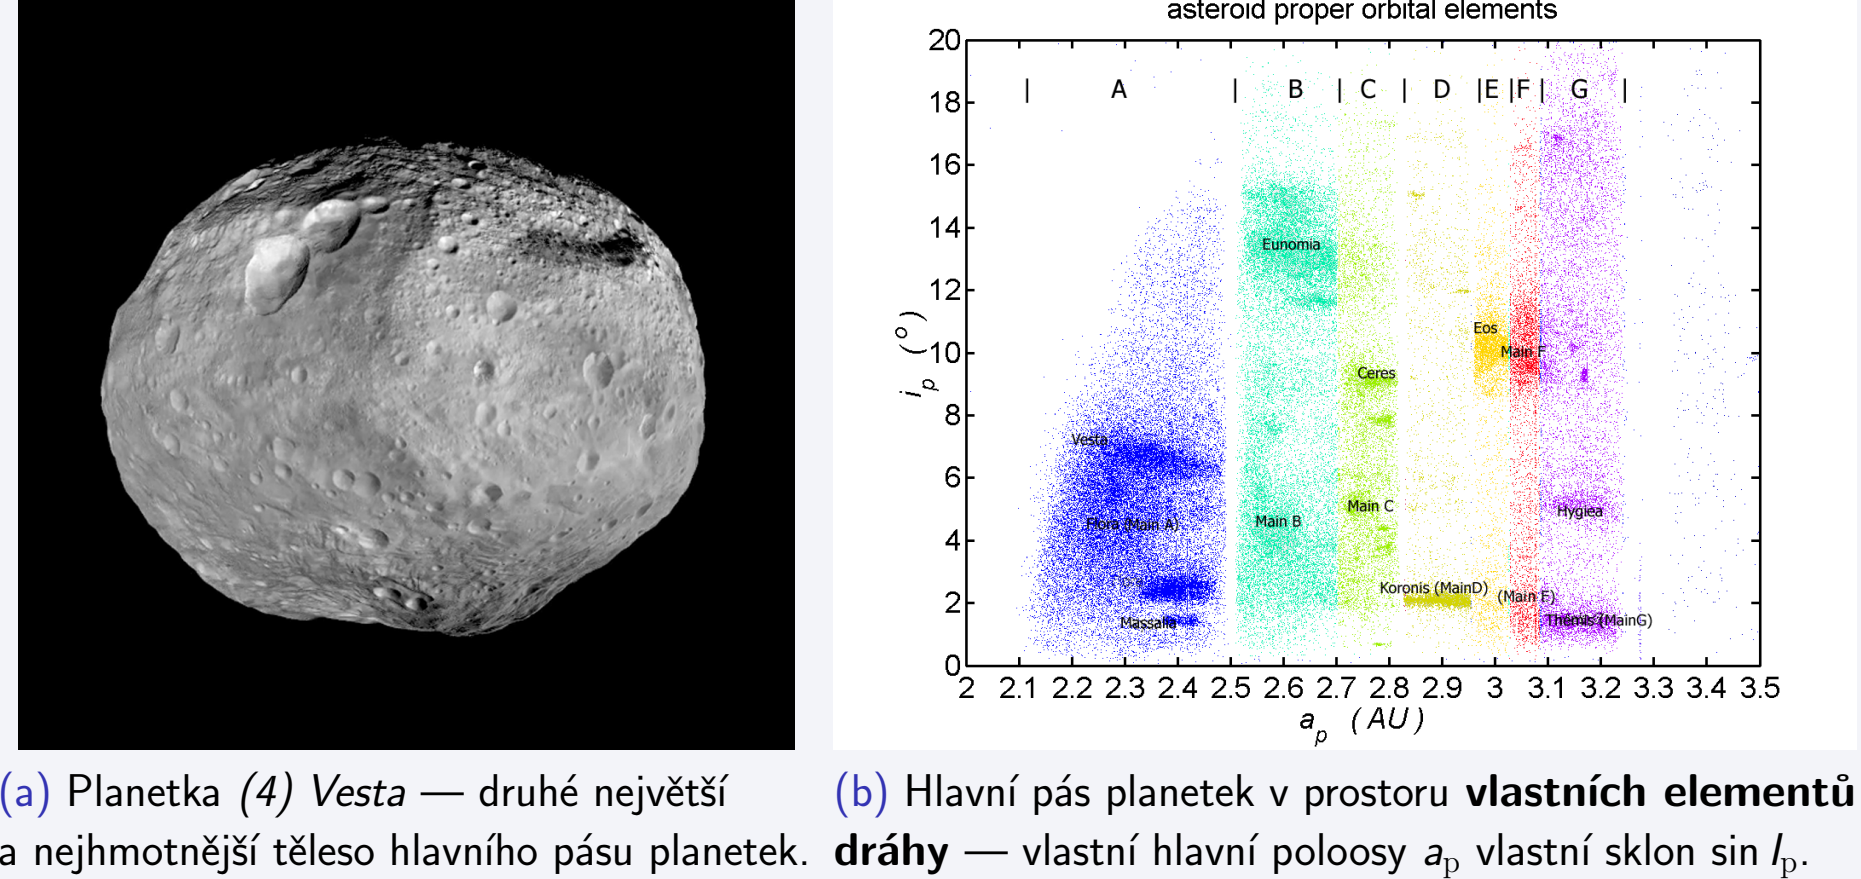 asteroid proper orbital elements
20
18
16
14
12
10
8
6
4
2
0
i_p (°)
| A | B | C | D |E|F| G |
Eunomia
Eos
Main F
Ceres
Vesta
Main C
Hygiea
Main B
Flora (Main A)
Koronis (MainD)
(Main F)
Themis (MainG)
Massalia
2 2.1 2.2 2.3 2.4 2.5 2.6 2.7 2.8 2.9 3 3.1 3.2 3.3 3.4 3.5
a_p (AU)
(a) Planetka (4) Vesta — druhé největší
a nejhmotnější těleso hlavního pásu planetek.
(b) Hlavní pás planetek v prostoru vlastních elementů
dráhy — vlastní hlavní poloosy a_p vlastní sklon sin I_p.